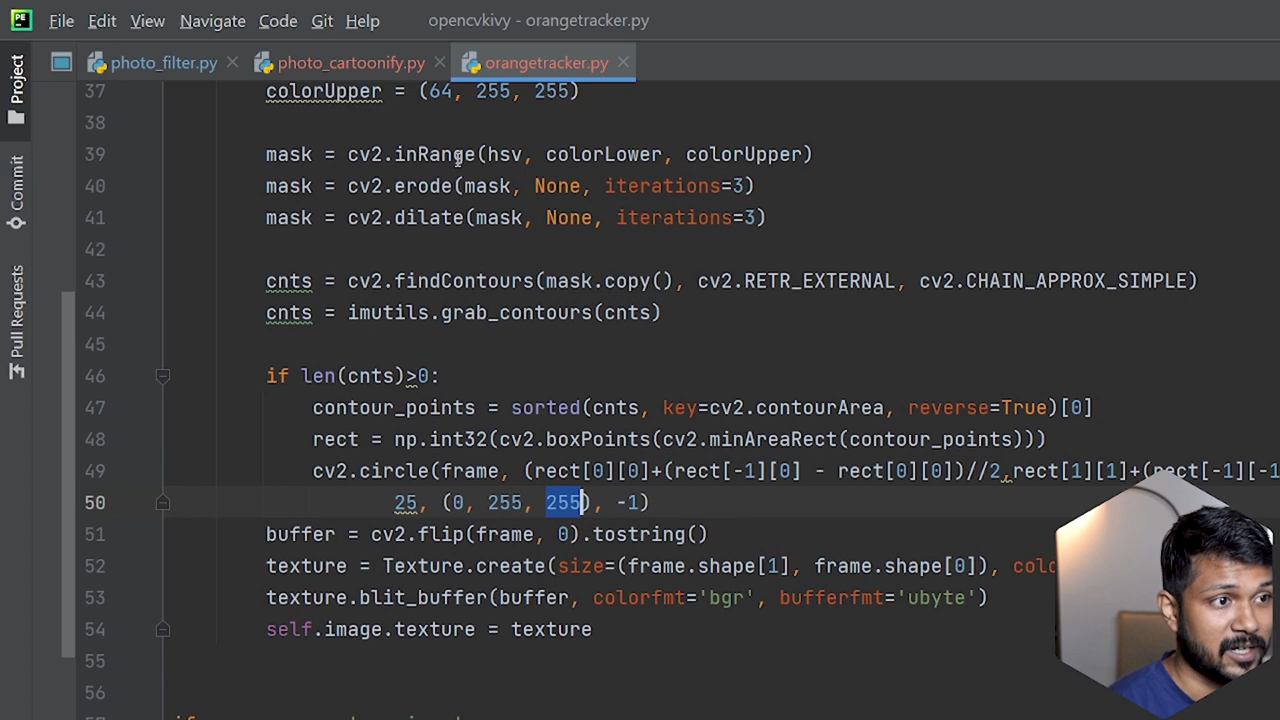 PE File Edit View Navigate Code Git Help opencvkivy - orangetracker.py
Project
Commit
Pull Requests
photo_filter.py photo_cartoonify.py orangetracker.py
37 colorUpper = (64, 255, 255)
38
39 mask = cv2.inRange(hsv, colorLower, colorUpper)
40 mask = cv2.erode(mask, None, iterations=3)
41 mask = cv2.dilate(mask, None, iterations=3)
42
43 cnts = cv2.findContours(mask.copy(), cv2.RETR_EXTERNAL, cv2.CHAIN_APPROX_SIMPLE)
44 cnts = imutils.grab_contours(cnts)
45
46 if len(cnts)>0:
47 contour_points = sorted(cnts, key=cv2.contourArea, reverse=True)[0]
48 rect = np.int32(cv2.boxPoints(cv2.minAreaRect(contour_points)))
49 cv2.circle(frame, (rect[0][0]+(rect[-1][0] - rect[0][0])//2,rect[1][1]+(rect[-1][-1
50 25, (0, 255, 255), -1)
51 buffer = cv2.flip(frame, 0).tostring()
52 texture = Texture.create(size=(frame.shape[1], frame.shape[0]), colo
53 texture.blit_buffer(buffer, colorfmt='bgr', bufferfmt='ubyte')
54 self.image.texture = texture
55
56